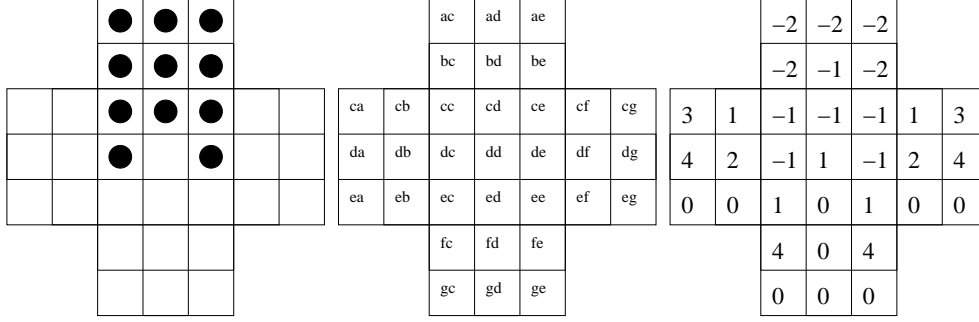 ac ad ae
bc bd be
ca cb cc cd ce cf cg
da db dc dd de df dg
ea eb ec ed ee ef eg
fc fd fe
gc gd ge
−2 −2 −2
−2 −1 −2
3 1 −1 −1 −1 1 3
4 2 −1 1 −1 2 4
0 0 1 0 1 0 0
4 0 4
0 0 0